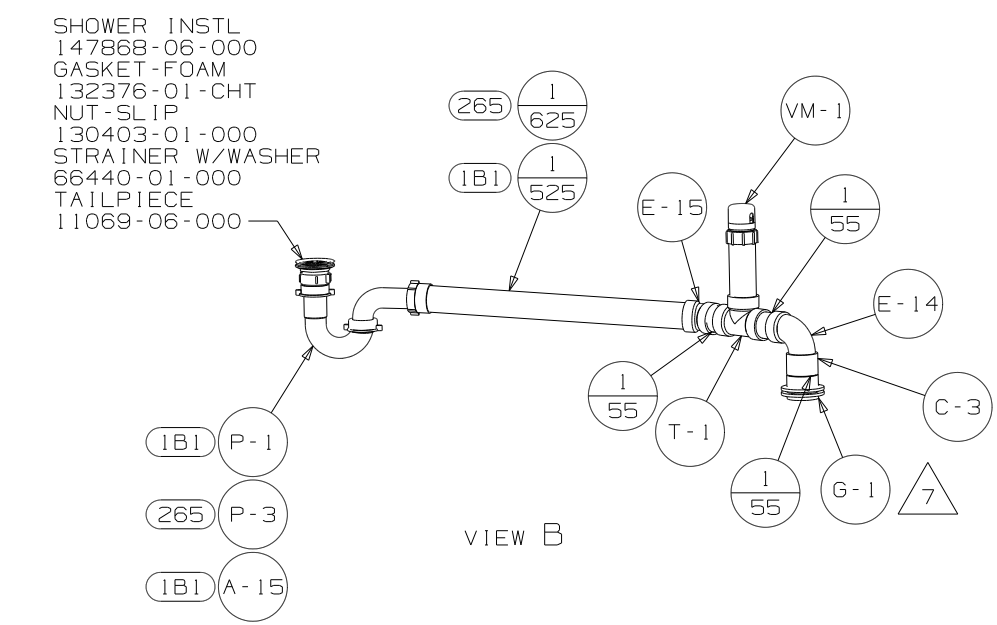 SHOWER INSTL
147868-06-000
GASKET-FOAM
132376-01-CHT
NUT-SLIP
130403-01-000
STRAINER W/WASHER
66440-01-000
TAILPIECE
11069-06-000
265
1
625
1B1
1
525
VM-1
E-15
1
55
E-14
1
55
T-1
C-3
1
55
G-1
7
1B1
P-1
265
P-3
1B1
A-15
VIEW B